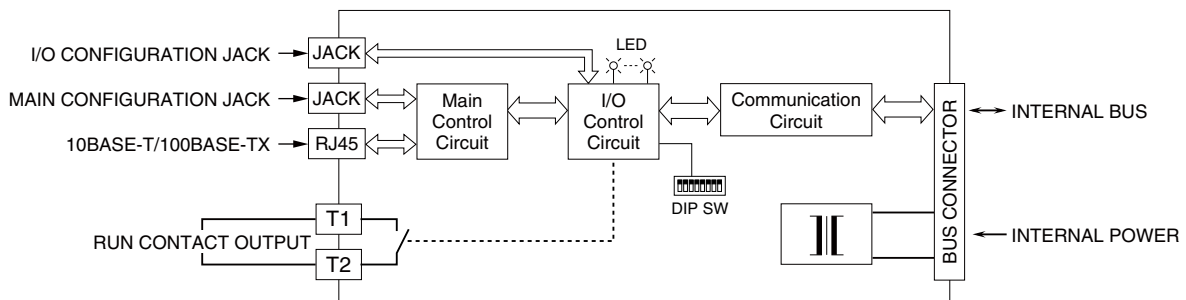 I/O CONFIGURATION JACK
JACK
LED
MAIN CONFIGURATION JACK
JACK
Main
Control
Circuit
I/O
Control
Circuit
Communication
Circuit
BUS CONNECTOR
INTERNAL BUS
10BASE-T/100BASE-TX
RJ45
DIP SW
T1
RUN CONTACT OUTPUT
T2
INTERNAL POWER